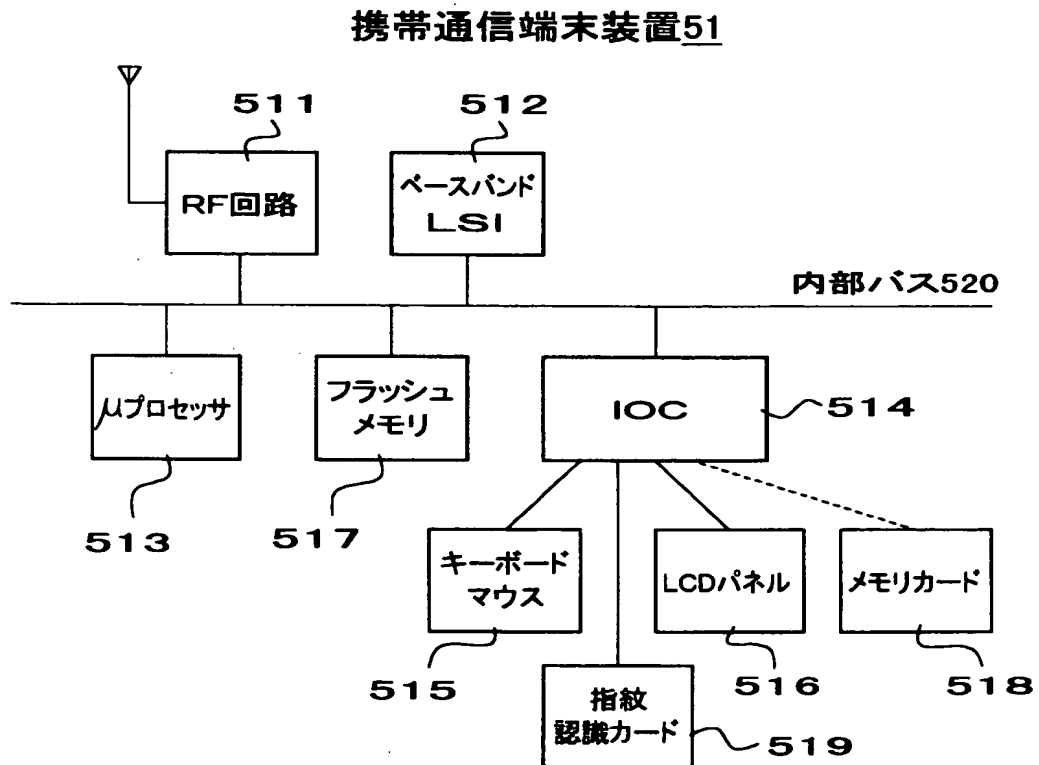 携帯通信端末装置51
511
512
RF回路
ベースバンド
LSI
内部バス520
μプロセッサ
フラッシュ
メモリ
IOC
514
513
517
キーボード
マウス
LCDパネル
メモリカード
515
516
518
指紋
認識カード
519